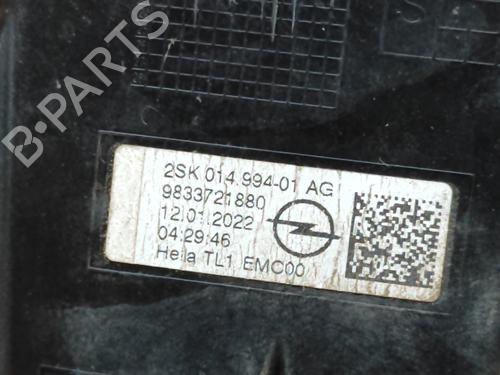 B-PARTS
2SK 014.994-01 AG
9833721880
12.01.2022
04:29:46
Hella TL1 EMC00